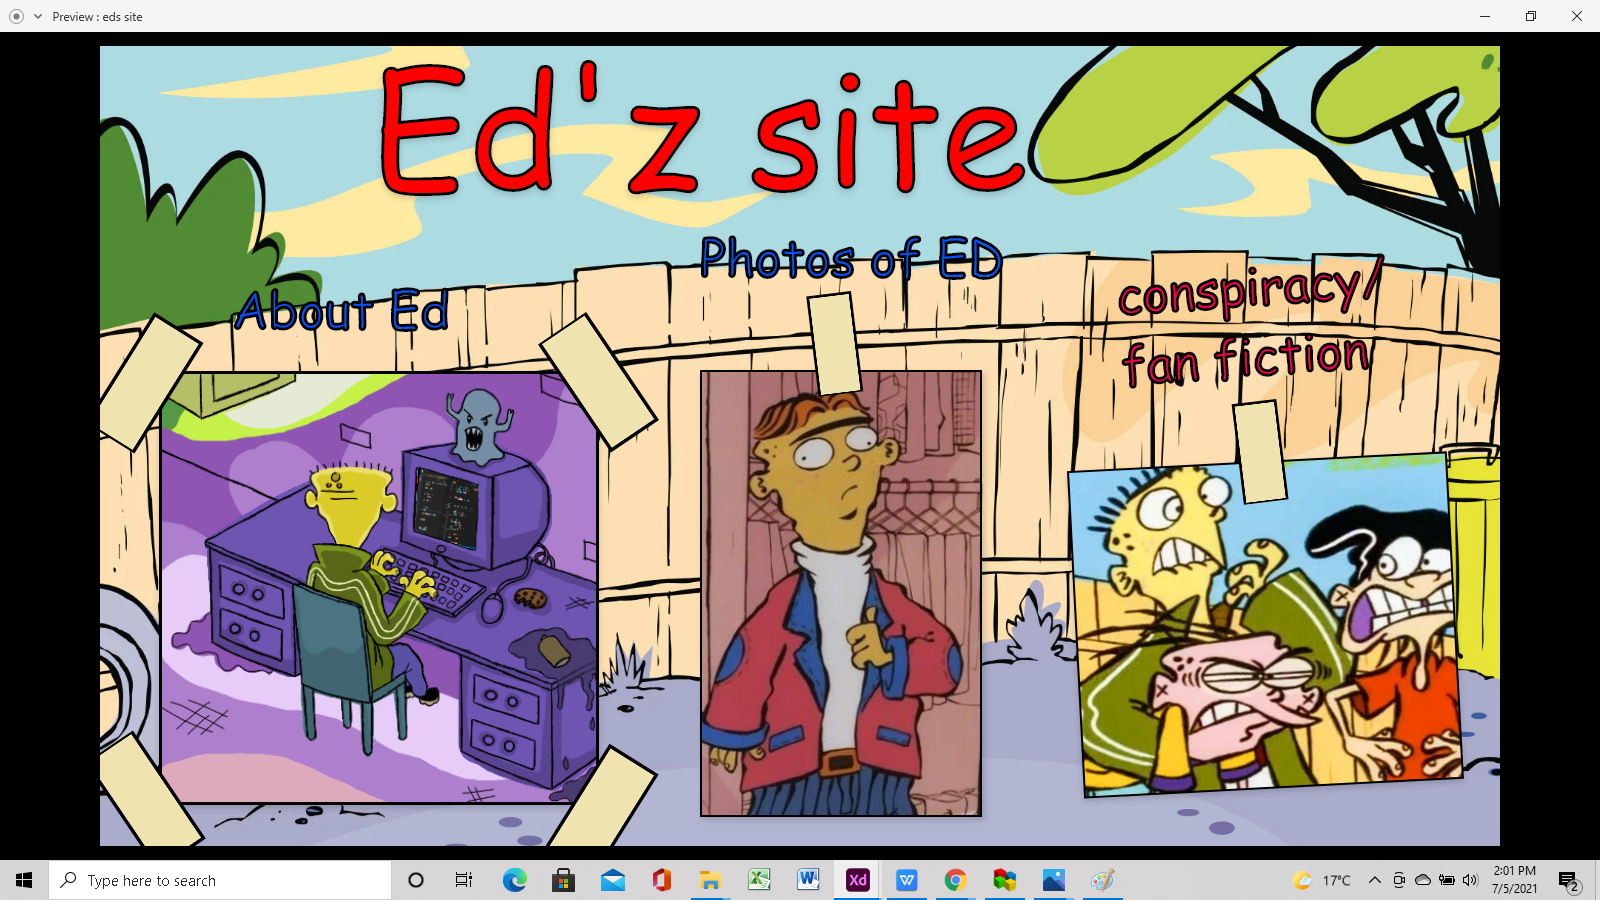 Preview : eds site
Ed'z site
About Ed
Photos of ED
conspiracy/
fan fiction
Type here to search
Xd
17°C
2:01 PM
7/5/2021
2